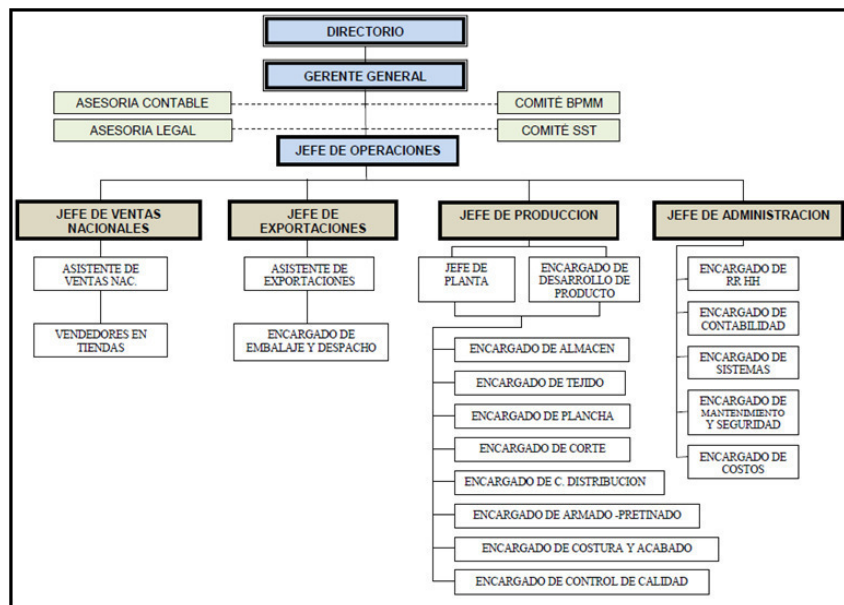 DIRECTORIO
GERENTE GENERAL
ASESORIA CONTABLE
COMITÉ BPMM
ASESORIA LEGAL
COMITÉ SST
JEFE DE OPERACIONES
JEFE DE VENTAS
NACIONALES
JEFE DE
EXPORTACIONES
JEFE DE PRODUCCION
JEFE DE ADMINISTRACION
ASISTENTE DE
VENTAS NAC.
VENDEDORES EN
TIENDAS
ASISTENTE DE
EXPORTACIONES
ENCARGADO DE
EMBALAJE Y DESPACHO
JEFE DE
PLANTA
ENCARGADO DE
DESARROLLO DE
PRODUCTO
ENCARGADO DE ALMACEN
ENCARGADO DE TEJIDO
ENCARGADO DE PLANCHA
ENCARGADO DE CORTE
ENCARGADO DE C. DISTRIBUCION
ENCARGADO DE ARMADO -PRETINADO
ENCARGADO DE COSTURA Y ACABADO
ENCARGADO DE CONTROL DE CALIDAD
ENCARGADO DE
RR HH
ENCARGADO DE
CONTABILIDAD
ENCARGADO DE
SISTEMAS
ENCARGADO DE
MANTENIMIENTO
Y SEGURIDAD
ENCARGADO DE
COSTOS